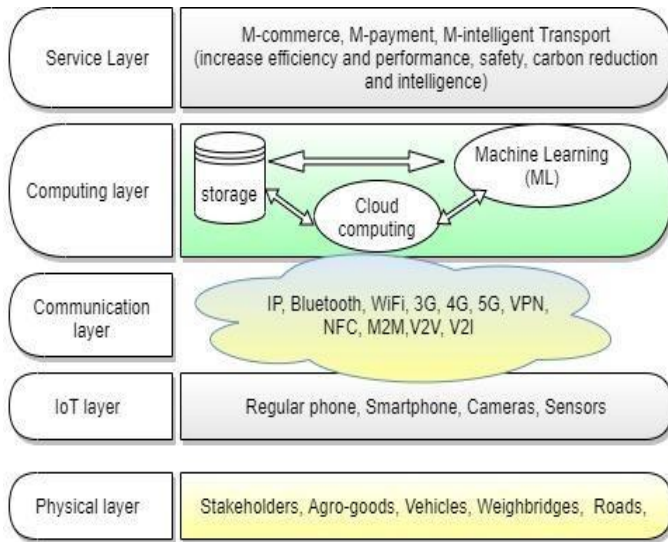 Service Layer
M-commerce, M-payment, M-intelligent Transport
(increase efficiency and performance, safety, carbon reduction
and intelligence)
Computing layer
storage
Machine Learning
(ML)
Cloud
computing
Communication
layer
IP, Bluetooth, WiFi, 3G, 4G, 5G, VPN,
NFC, M2M,V2V, V2I
IoT layer
Regular phone, Smartphone, Cameras, Sensors
Physical layer
Stakeholders, Agro-goods, Vehicles, Weighbridges, Roads,